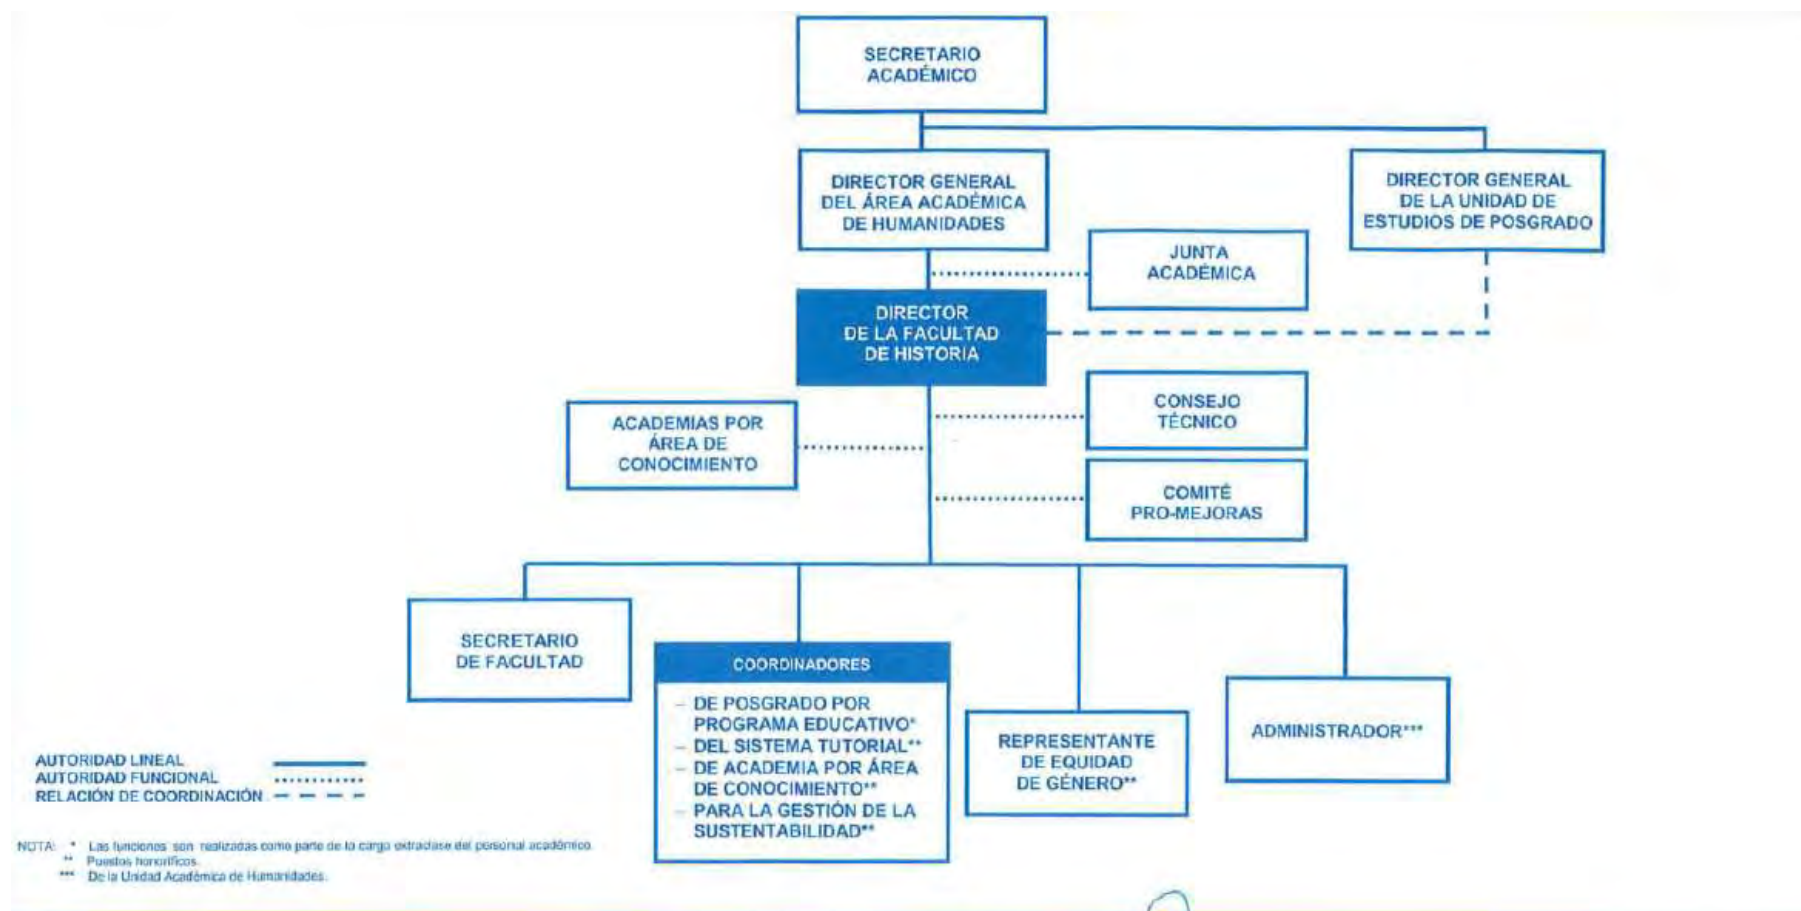 SECRETARIO
ACADÉMICO
DIRECTOR GENERAL
DEL ÁREA ACADÉMICA
DE HUMANIDADES
DIRECTOR GENERAL
DE LA UNIDAD DE
ESTUDIOS DE POSGRADO
JUNTA
ACADÉMICA
DIRECTOR
DE LA FACULTAD
DE HISTORIA
CONSEJO
TÉCNICO
ACADEMIAS POR
ÁREA DE
CONOCIMIENTO
COMITÉ
PRO-MEJORAS
SECRETARIO
DE FACULTAD
COORDINADORES
– DE POSGRADO POR
PROGRAMA EDUCATIVO*
– DEL SISTEMA TUTORIAL**
– DE ACADEMIA POR ÁREA
DE CONOCIMIENTO**
– PARA LA GESTIÓN DE LA
SUSTENTABILIDAD**
REPRESENTANTE
DE EQUIDAD
DE GÉNERO**
ADMINISTRADOR***
AUTORIDAD LINEAL
AUTORIDAD FUNCIONAL
RELACIÓN DE COORDINACIÓN
NOTA: * Las funciones son realizadas como parte de la carga extraclase del personal académico.
** Puestos honoríficos.
*** De la Unidad Académica de Humanidades.